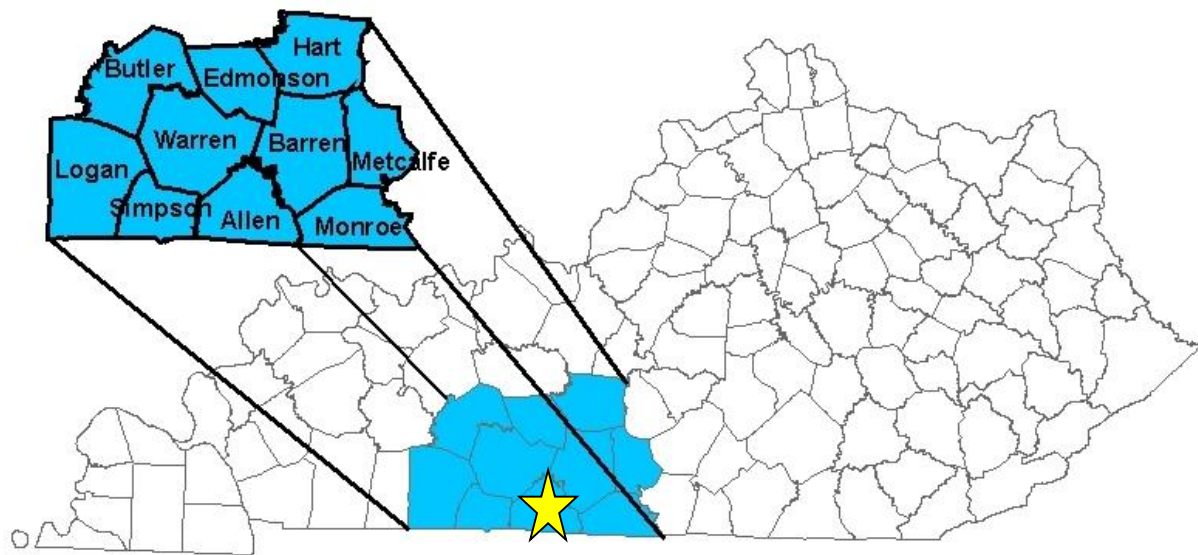 Hart
Butler
Edmonson
Warren
Barren
Logan
Metcalfe
Simpson
Allen
Monroe